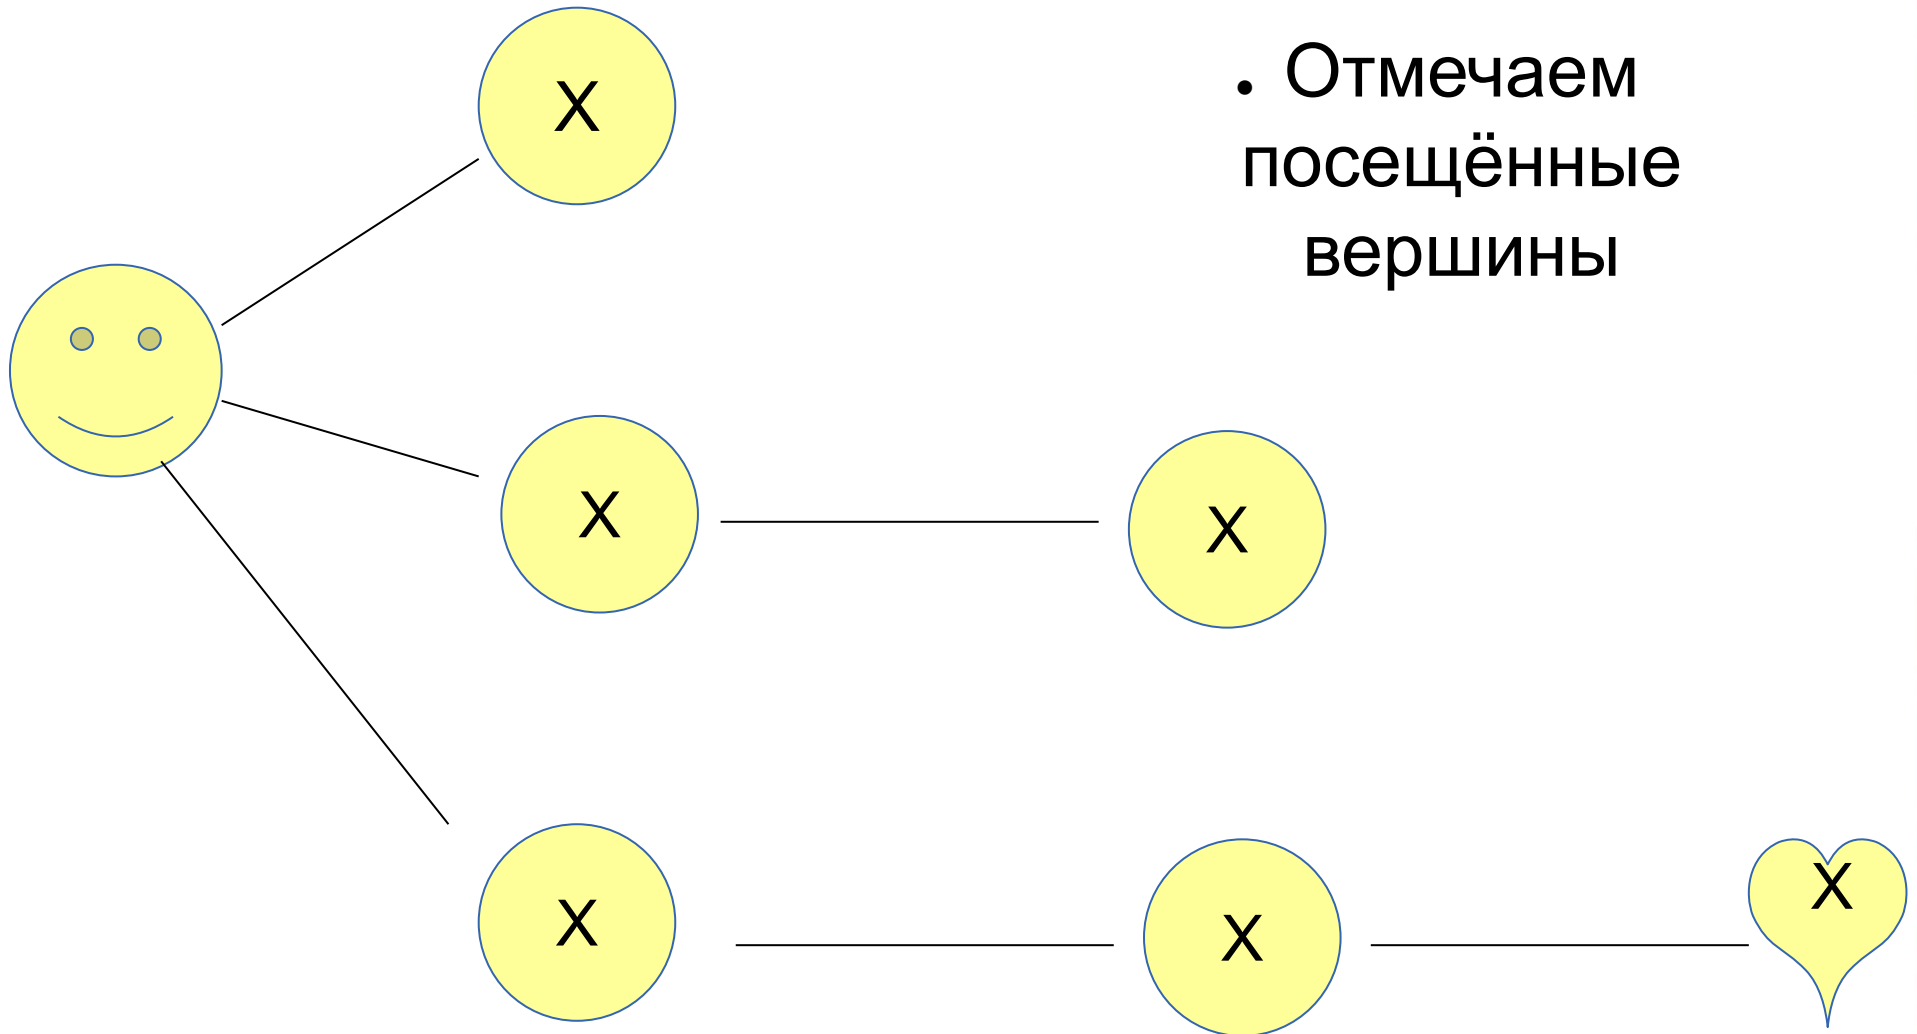 X
• Отмечаем
посещённые
вершины
X
X
X
X
X